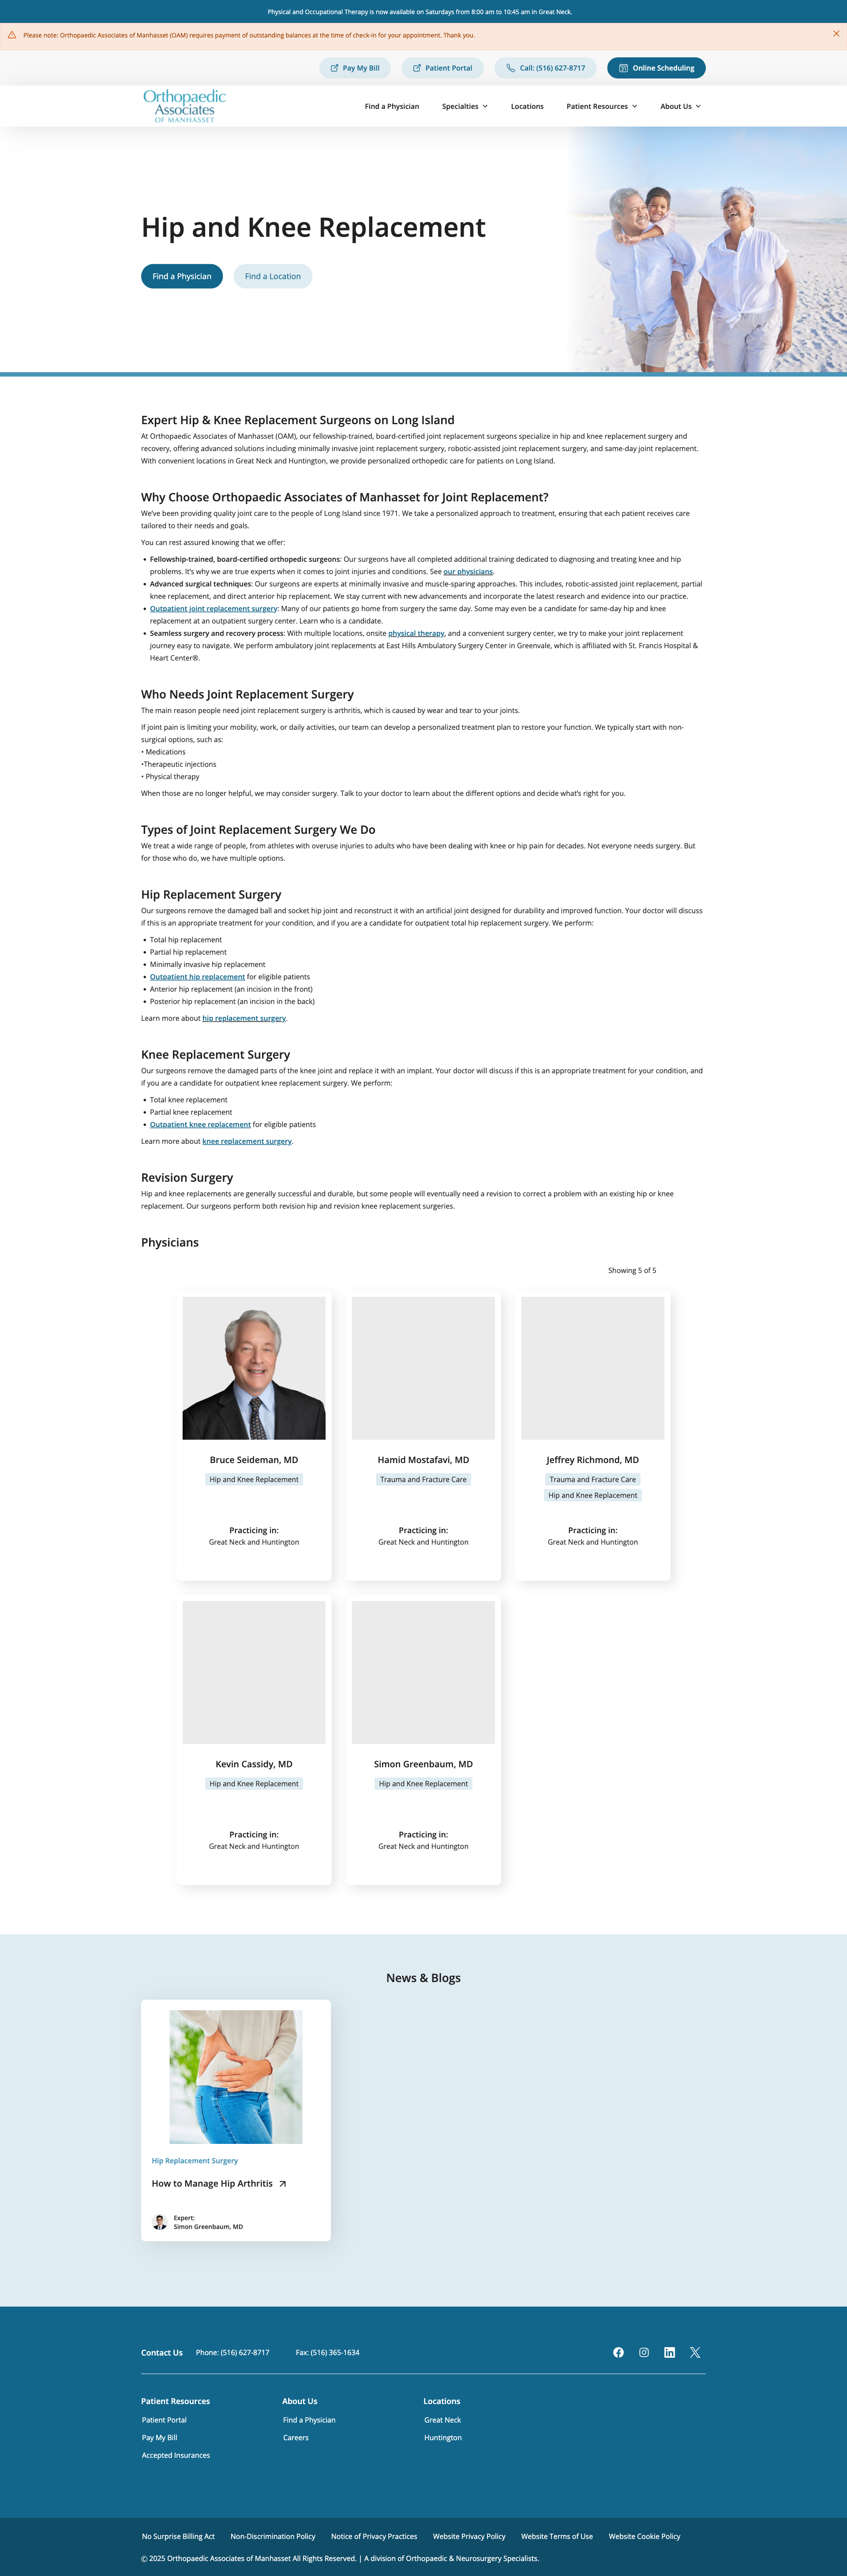 Physical and Occupational Therapy is now available on Saturdays from 8:00 am to 10:45 am in Great Neck.
Please note: Orthopaedic Associates of Manhasset (OAM) requires payment of outstanding balances at the time of check-in for your appointment. Thank you.
Pay My Bill
Patient Portal
Call: (516) 627-8717
Online Scheduling
Orthopaedic
Associates
OF MANHASSET
Find a Physician
Specialties
Locations
Patient Resources
About Us
Hip and Knee Replacement
Find a Physician
Find a Location
Expert Hip & Knee Replacement Surgeons on Long Island
At Orthopaedic Associates of Manhasset (OAM), our fellowship-trained, board-certified joint replacement surgeons specialize in hip and knee replacement surgery and
recovery, offering advanced solutions including minimally invasive joint replacement surgery, robotic-assisted joint replacement surgery, and same-day joint replacement.
With convenient locations in Great Neck and Huntington, we provide personalized orthopedic care for patients on Long Island.
Why Choose Orthopaedic Associates of Manhasset for Joint Replacement?
We've been providing quality joint care to the people of Long Island since 1971. We take a personalized approach to treatment, ensuring that each patient receives care
tailored to their needs and goals.
You can rest assured knowing that we offer:
• Fellowship-trained, board-certified orthopedic surgeons: Our surgeons have all completed additional training dedicated to diagnosing and treating knee and hip
problems. It's why we are true experts when it comes to joint injuries and conditions. See our physicians.
• Advanced surgical techniques: Our surgeons are experts at minimally invasive and muscle-sparing approaches. This includes, robotic-assisted joint replacement, partial
knee replacement, and direct anterior hip replacement. We stay current with new advancements and incorporate the latest research and evidence into our practice.
• Outpatient joint replacement surgery: Many of our patients go home from surgery the same day. Some may even be a candidate for same-day hip and knee
replacement at an outpatient surgery center. Learn who is a candidate.
• Seamless surgery and recovery process: With multiple locations, onsite physical therapy, and a convenient surgery center, we try to make your joint replacement
journey easy to navigate. We perform ambulatory joint replacements at East Hills Ambulatory Surgery Center in Greenvale, which is affiliated with St. Francis Hospital &
Heart Center®.
Who Needs Joint Replacement Surgery
The main reason people need joint replacement surgery is arthritis, which is caused by wear and tear to your joints.
If joint pain is limiting your mobility, work, or daily activities, our team can develop a personalized treatment plan to restore your function. We typically start with non-
surgical options, such as:
• Medications
•Therapeutic injections
• Physical therapy
When those are no longer helpful, we may consider surgery. Talk to your doctor to learn about the different options and decide what's right for you.
Types of Joint Replacement Surgery We Do
We treat a wide range of people, from athletes with overuse injuries to adults who have been dealing with knee or hip pain for decades. Not everyone needs surgery. But
for those who do, we have multiple options.
Hip Replacement Surgery
Our surgeons remove the damaged ball and socket hip joint and reconstruct it with an artificial joint designed for durability and improved function. Your doctor will discuss
if this is an appropriate treatment for your condition, and if you are a candidate for outpatient total hip replacement surgery. We perform:
• Total hip replacement
• Partial hip replacement
• Minimally invasive hip replacement
• Outpatient hip replacement for eligible patients
• Anterior hip replacement (an incision in the front)
• Posterior hip replacement (an incision in the back)
Learn more about hip replacement surgery.
Knee Replacement Surgery
Our surgeons remove the damaged parts of the knee joint and replace it with an implant. Your doctor will discuss if this is an appropriate treatment for your condition, and
if you are a candidate for outpatient knee replacement surgery. We perform:
• Total knee replacement
• Partial knee replacement
• Outpatient knee replacement for eligible patients
Learn more about knee replacement surgery.
Revision Surgery
Hip and knee replacements are generally successful and durable, but some people will eventually need a revision to correct a problem with an existing hip or knee
replacement. Our surgeons perform both revision hip and revision knee replacement surgeries.
Physicians
Showing 5 of 5
Bruce Seideman, MD
Hip and Knee Replacement
Practicing in:
Great Neck and Huntington
Hamid Mostafavi, MD
Trauma and Fracture Care
Practicing in:
Great Neck and Huntington
Jeffrey Richmond, MD
Trauma and Fracture Care
Hip and Knee Replacement
Practicing in:
Great Neck and Huntington
Kevin Cassidy, MD
Hip and Knee Replacement
Practicing in:
Great Neck and Huntington
Simon Greenbaum, MD
Hip and Knee Replacement
Practicing in:
Great Neck and Huntington
News & Blogs
Hip Replacement Surgery
How to Manage Hip Arthritis
Expert:
Simon Greenbaum, MD
Contact Us
Phone: (516) 627-8717
Fax: (516) 365-1634
Patient Resources
Patient Portal
Pay My Bill
Accepted Insurances
About Us
Find a Physician
Careers
Locations
Great Neck
Huntington
No Surprise Billing Act
Non-Discrimination Policy
Notice of Privacy Practices
Website Privacy Policy
Website Terms of Use
Website Cookie Policy
© 2025 Orthopaedic Associates of Manhasset All Rights Reserved. | A division of Orthopaedic & Neurosurgery Specialists.